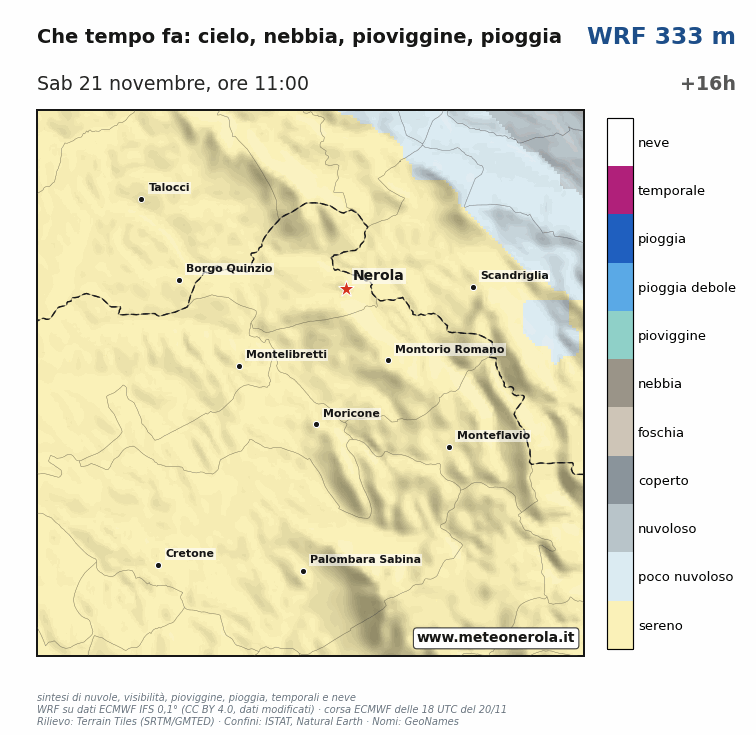 Che tempo fa: cielo, nebbia, pioviggine, pioggia
WRF 333 m
Sab 21 novembre, ore 11:00
+16h
neve
temporale
pioggia
pioggia debole
pioviggine
nebbia
foschia
coperto
nuvoloso
poco nuvoloso
sereno
Talocci
Borgo Quinzio
Nerola
Scandriglia
Montelibretti
Montorio Romano
Moricone
Monteflavio
Cretone
Palombara Sabina
www.meteonerola.it
sintesi di nuvole, visibilità, pioviggine, pioggia, temporali e neve
WRF su dati ECMWF IFS 0,1° (CC BY 4.0, dati modificati) · corsa ECMWF delle 18 UTC del 20/11
Rilievo: Terrain Tiles (SRTM/GMTED) · Confini: ISTAT, Natural Earth · Nomi: GeoNames